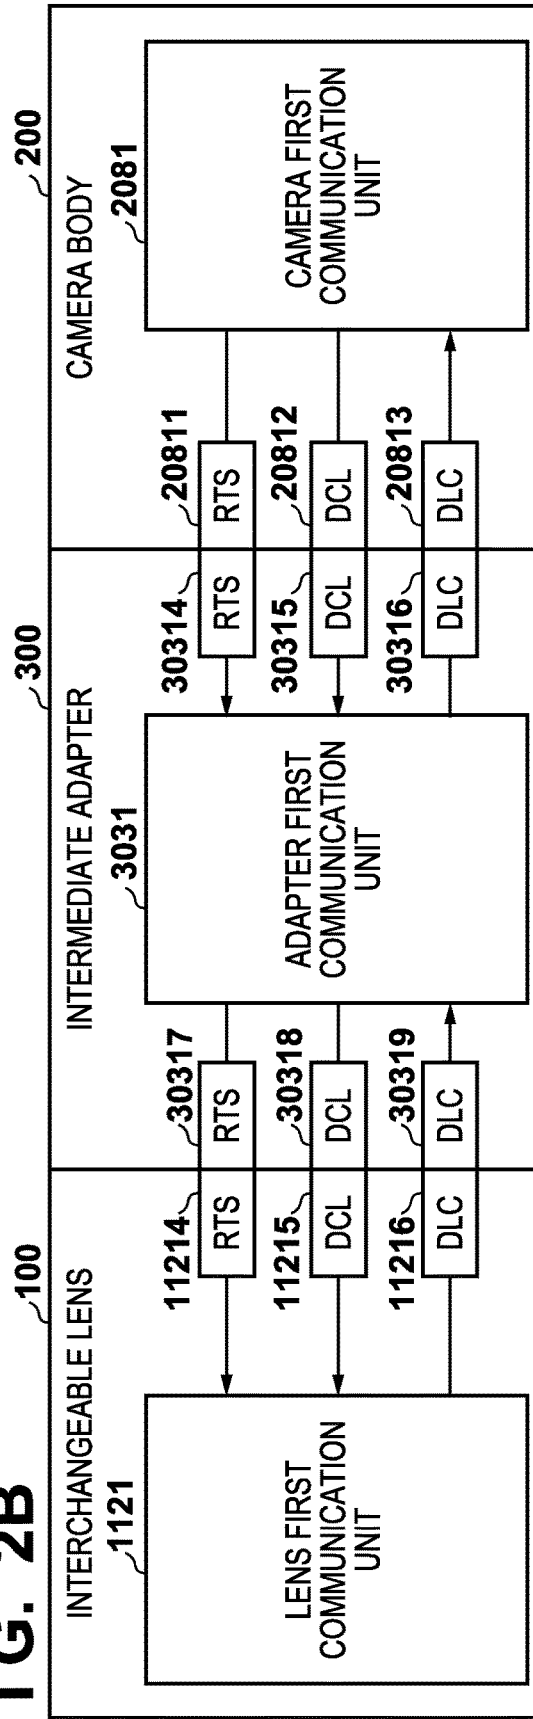 FIG. 2B
100
INTERCHANGEABLE LENS
1121
LENS FIRST
COMMUNICATION
UNIT
11214
RTS
11215
DCL
11216
DLC
300
INTERMEDIATE ADAPTER
30317
RTS
30318
DCL
30319
DLC
3031
ADAPTER FIRST
COMMUNICATION
UNIT
30314
RTS
30315
DCL
30316
DLC
200
CAMERA BODY
20811
RTS
20812
DCL
20813
DLC
2081
CAMERA FIRST
COMMUNICATION
UNIT